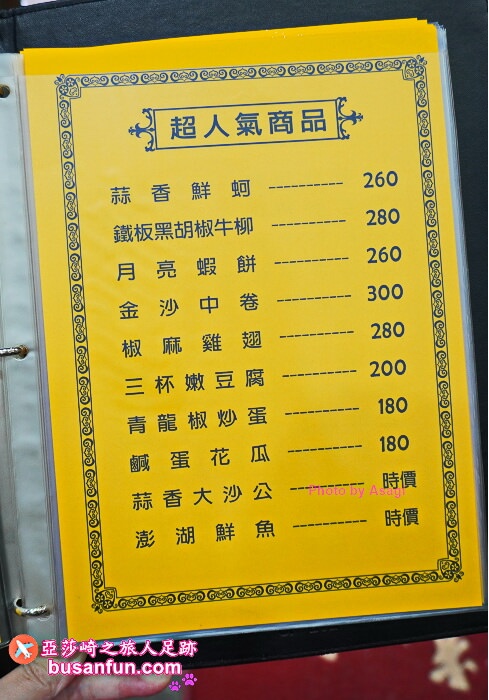 超人氣商品
蒜香鮮蚵 ---------- 260
鐵板黑胡椒牛柳 ---------- 280
月亮蝦餅 ---------- 260
金沙中卷 ---------- 300
椒麻雞翅 ---------- 280
三杯嫩豆腐 ---------- 200
青龍椒炒蛋 ---------- 180
鹹蛋花瓜 ---------- 180
蒜香大沙公 ---------- 時價
Photo by Asagi
澎湖鮮魚 ---------- 時價
亞莎崎之旅人足跡
busanfun.com